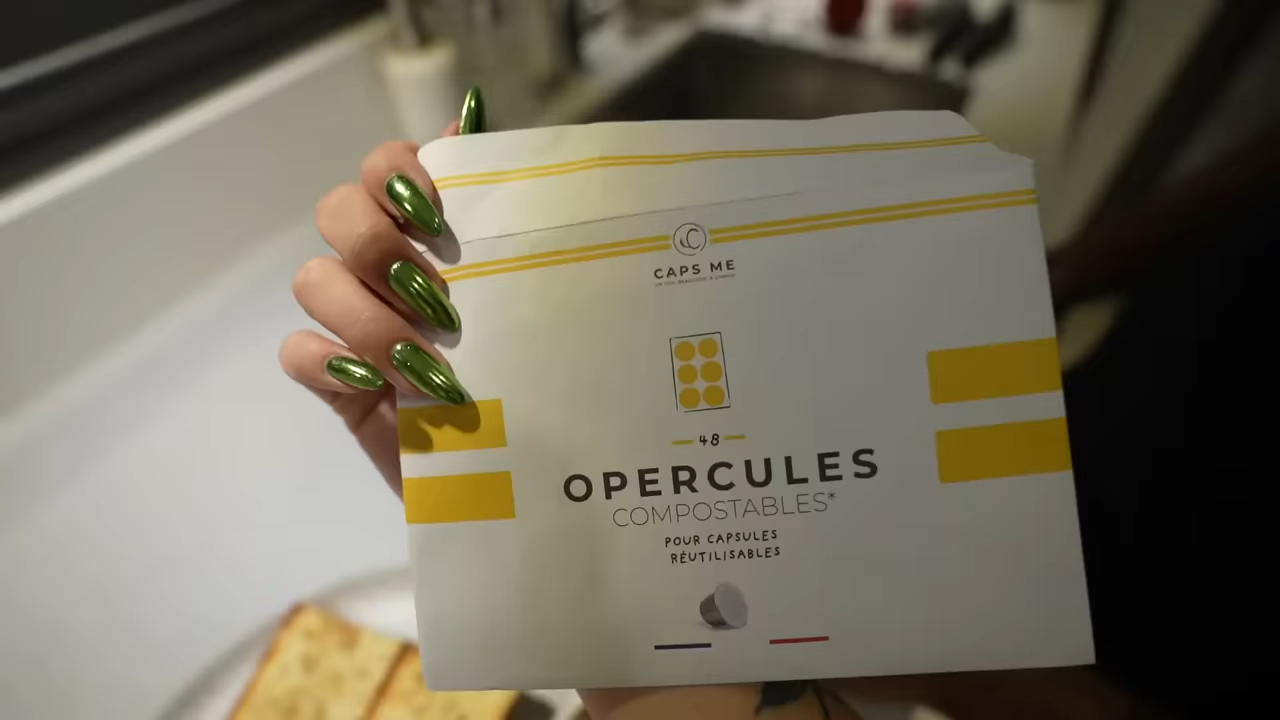 CAPS ME
48
OPERCULES
COMPOSTABLES*
POUR CAPSULES
RÉUTILISABLES